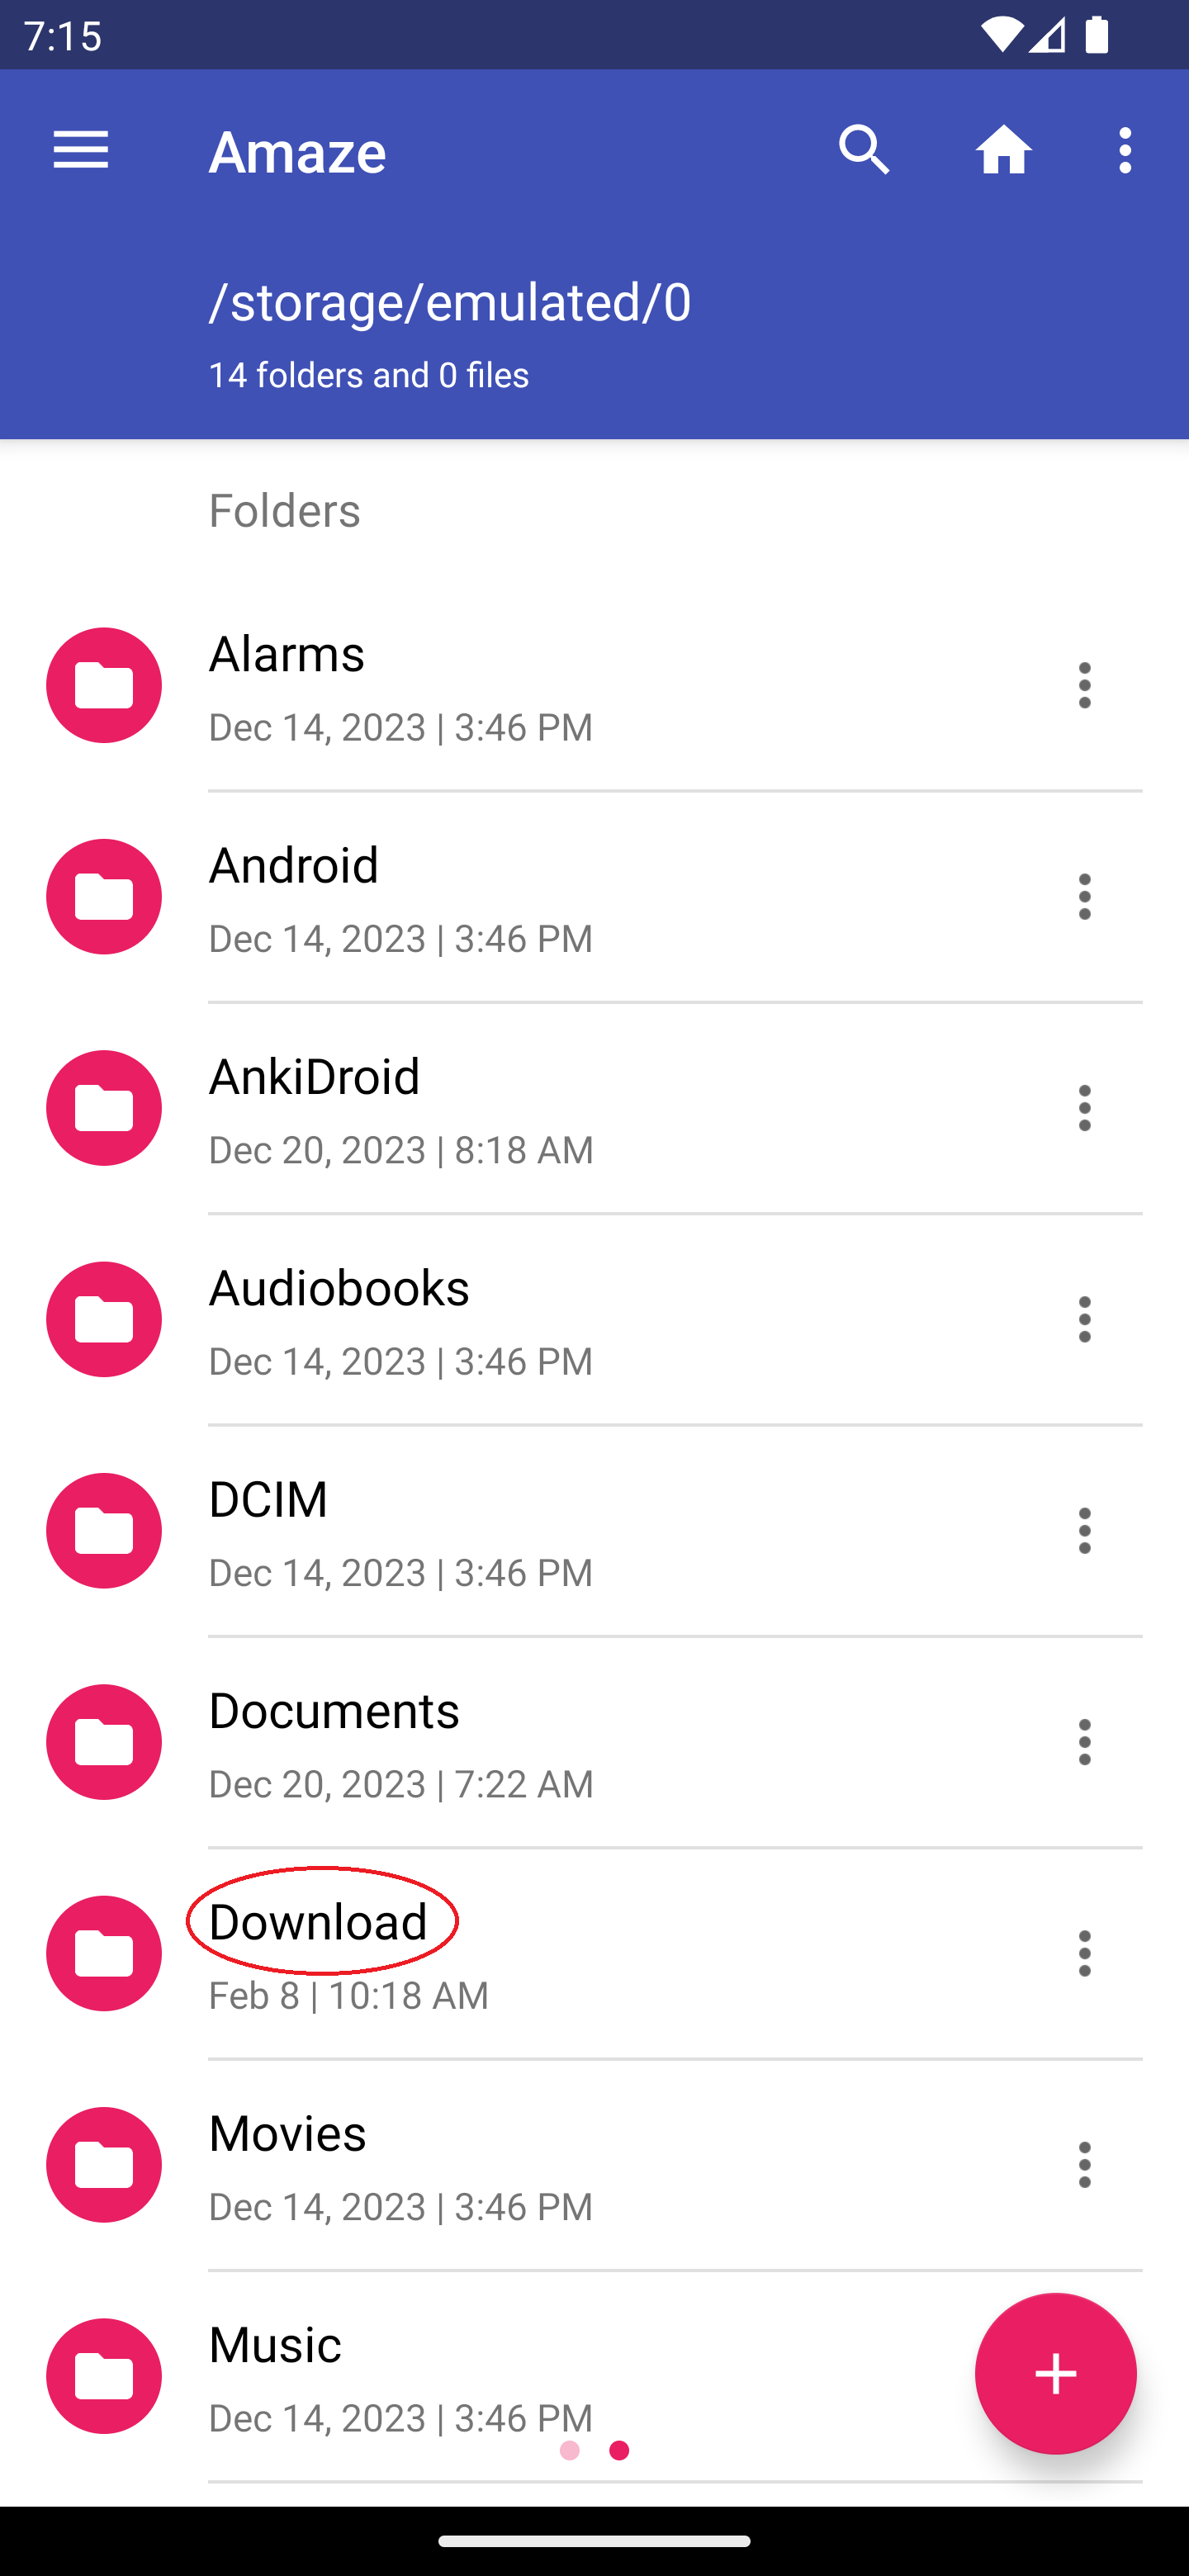 7:15
Amaze
/storage/emulated/0
14 folders and 0 files
Folders
Alarms
Dec 14, 2023 | 3:46 PM
Android
Dec 14, 2023 | 3:46 PM
AnkiDroid
Dec 20, 2023 | 8:18 AM
Audiobooks
Dec 14, 2023 | 3:46 PM
DCIM
Dec 14, 2023 | 3:46 PM
Documents
Dec 20, 2023 | 7:22 AM
Download
Feb 8 | 10:18 AM
Movies
Dec 14, 2023 | 3:46 PM
Music
Dec 14, 2023 | 3:46 PM